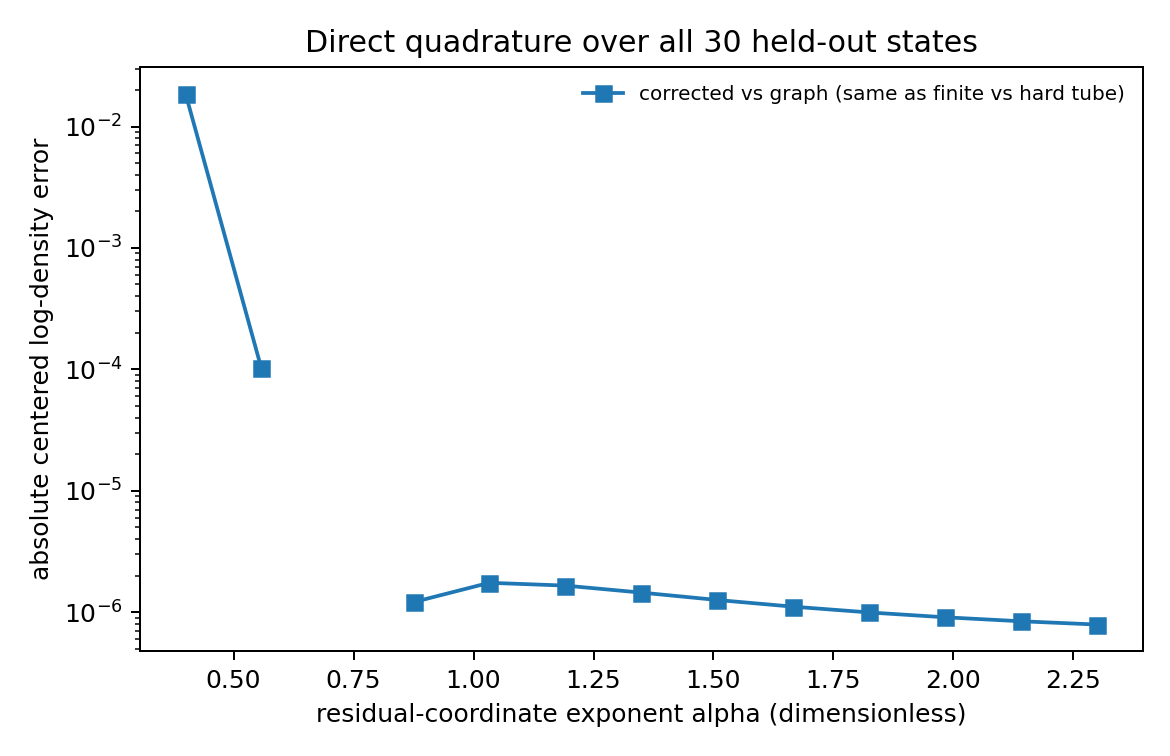 Direct quadrature over all 30 held-out states
corrected vs graph (same as finite vs hard tube)
absolute centered log-density error
10⁻²
10⁻³
10⁻⁴
10⁻⁵
10⁻⁶
0.50 0.75 1.00 1.25 1.50 1.75 2.00 2.25
residual-coordinate exponent alpha (dimensionless)